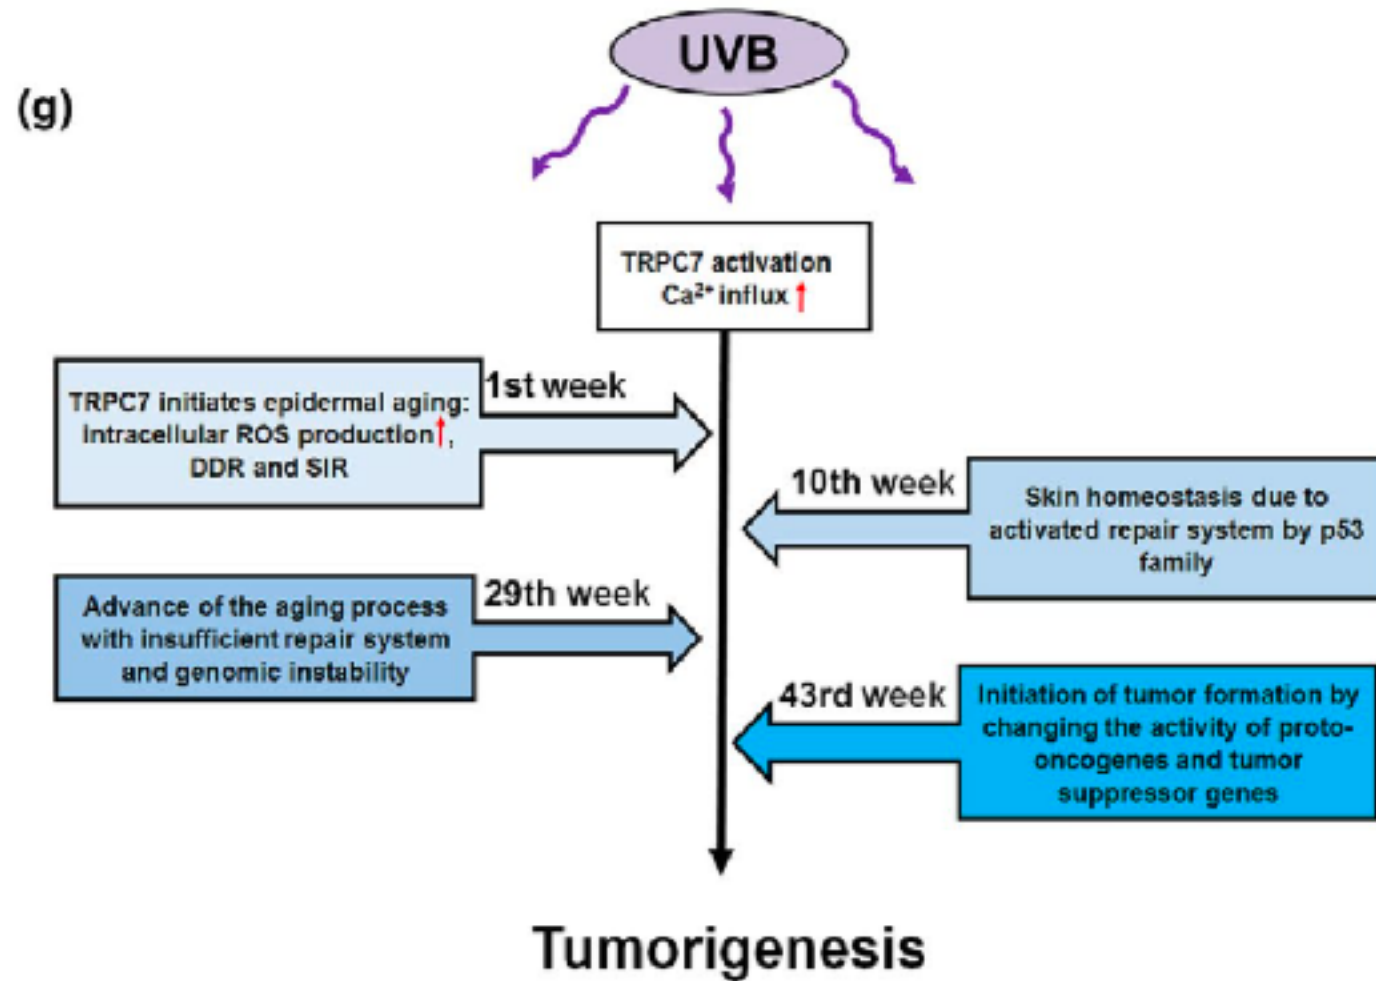 UVB
(g)
TRPC7 activation
Ca²⁺ influx ↑
1st week
TRPC7 initiates epidermal aging:
Intracellular ROS production↑,
DDR and SIR
10th week
Skin homeostasis due to
activated repair system by p53
family
29th week
Advance of the aging process
with insufficient repair system
and genomic instability
43rd week
Initiation of tumor formation by
changing the activity of proto-
oncogenes and tumor
suppressor genes
Tumorigenesis